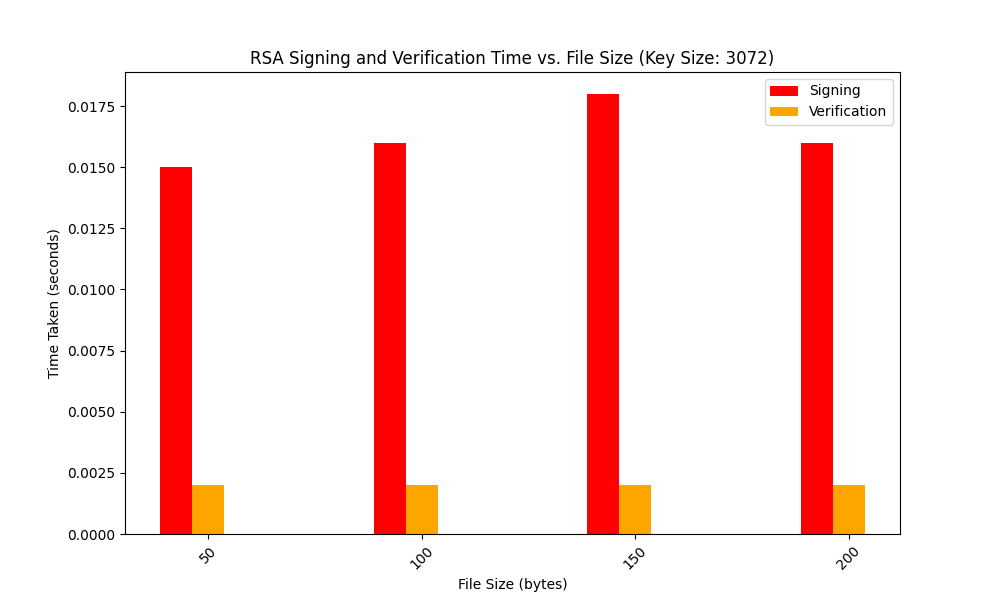 RSA Signing and Verification Time vs. File Size (Key Size: 3072)
Signing
Verification
0.0175
0.0150
0.0125
0.0100
0.0075
0.0050
0.0025
0.0000
Time Taken (seconds)
50
100
150
200
File Size (bytes)